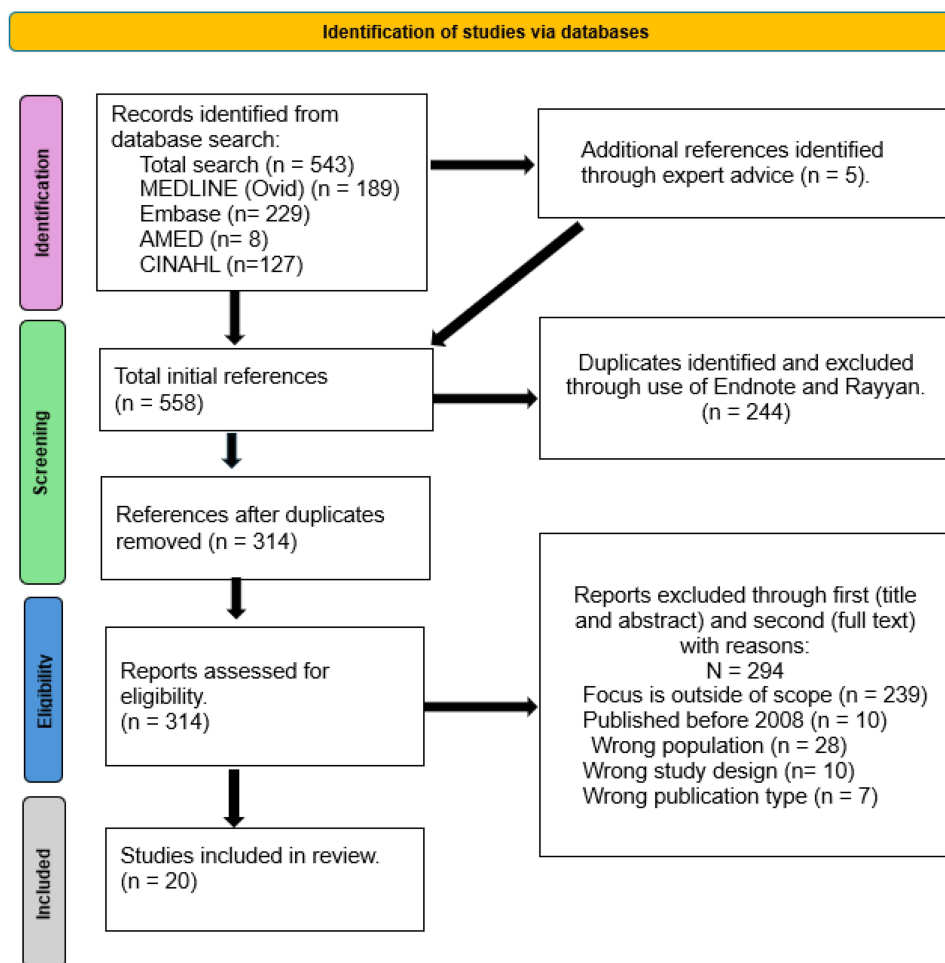 Identification of studies via databases
Identification
Records identified from
database search:
Total search (n = 543)
MEDLINE (Ovid) (n = 189)
Embase (n= 229)
AMED (n= 8)
CINAHL (n=127)
Additional references identified
through expert advice (n = 5).
Screening
Total initial references
(n = 558)
Duplicates identified and excluded
through use of Endnote and Rayyan.
(n = 244)
References after duplicates
removed (n = 314)
Eligibility
Reports assessed for
eligibility.
(n = 314)
Reports excluded through first (title
and abstract) and second (full text)
with reasons:
N = 294
Focus is outside of scope (n = 239)
Published before 2008 (n = 10)
Wrong population (n = 28)
Wrong study design (n= 10)
Wrong publication type (n = 7)
Included
Studies included in review.
(n = 20)